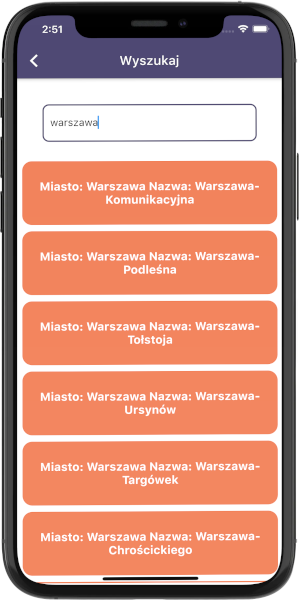 2:51
Wyszukaj
warszawa
Miasto: Warszawa Nazwa: Warszawa-
Komunikacyjna
Miasto: Warszawa Nazwa: Warszawa-
Podleśna
Miasto: Warszawa Nazwa: Warszawa-
Tołstoja
Miasto: Warszawa Nazwa: Warszawa-
Ursynów
Miasto: Warszawa Nazwa: Warszawa-
Targówek
Miasto: Warszawa Nazwa: Warszawa-
Chrościckiego